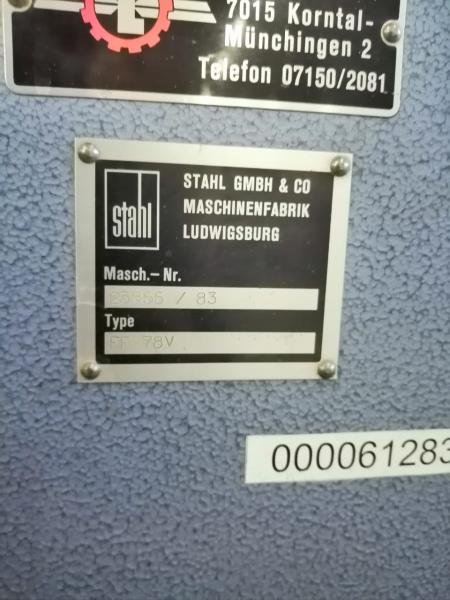 7015 Korntal-
Münchingen 2
Telefon 07150/2081
stahl
STAHL GMBH & CO
MASCHINENFABRIK
LUDWIGSBURG
Masch.- Nr.
/ 83
Type
78V
000061283